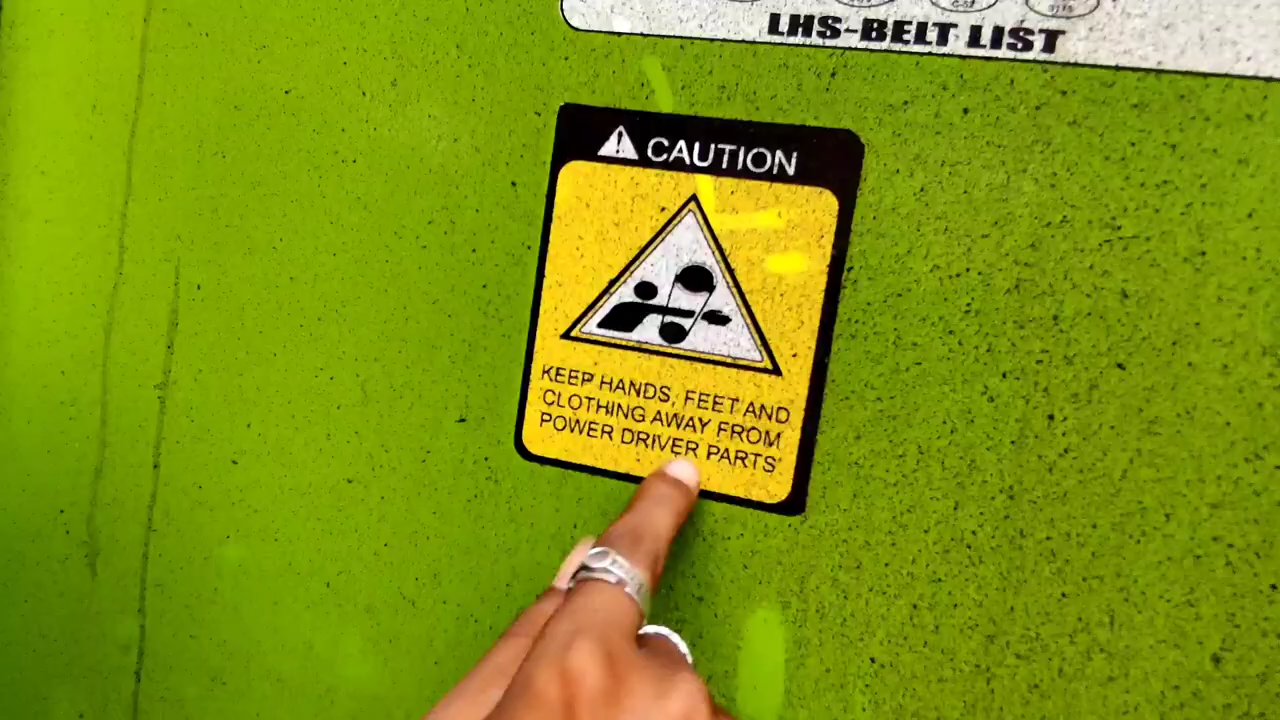 LHS-BELT LIST
CAUTION
KEEP HANDS, FEET AND
CLOTHING AWAY FROM
POWER DRIVER PARTS